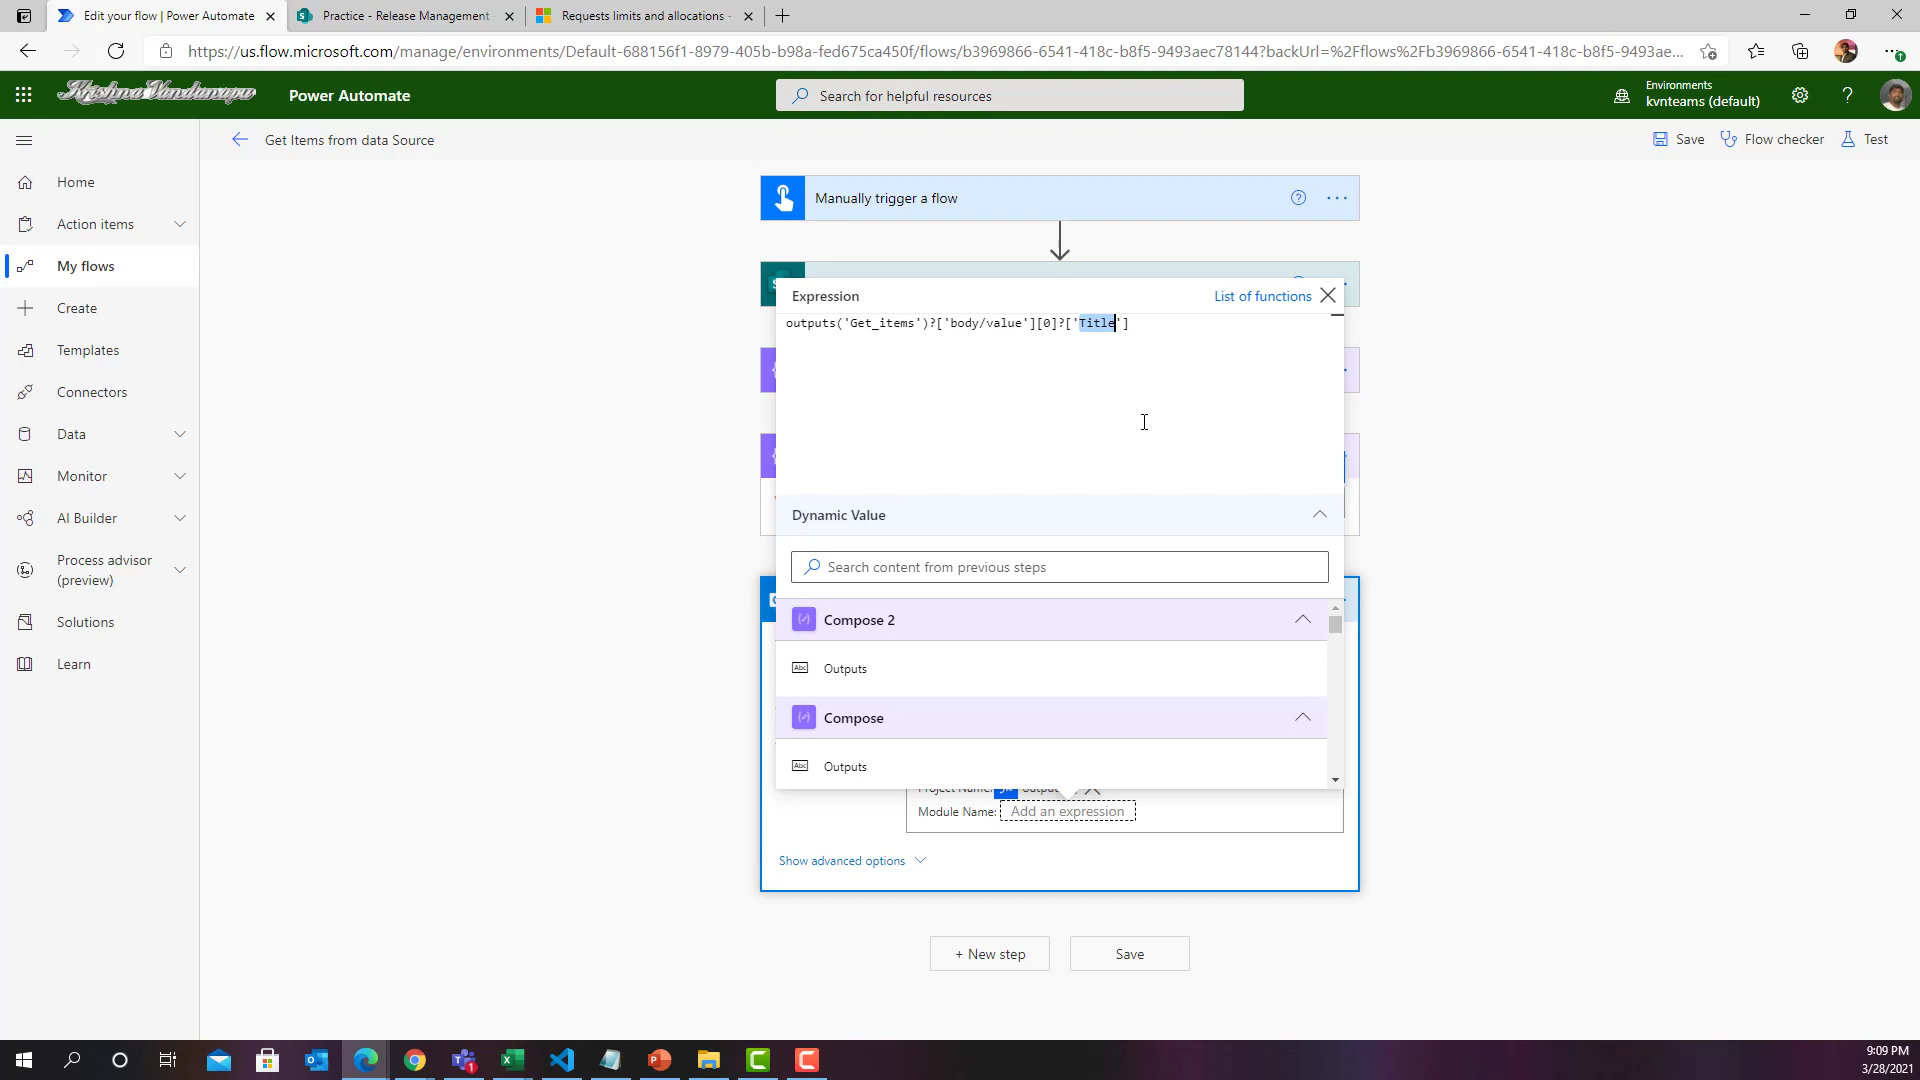 Edit your flow | Power Automate
Practice - Release Management -
Requests limits and allocations -
https://us.flow.microsoft.com/manage/environments/Default-688156f1-8979-405b-b98a-fed675ca450f/flows/b3969866-6541-418c-b8f5-9493aec78144?backUrl=%2Fflows%2Fb3969866-6541-418c-b8f5-9493ae...
Krishna Vandanapu
Power Automate
Search for helpful resources
Environments
kvnteams (default)
Get Items from data Source
Save
Flow checker
Test
Home
Action items
My flows
Create
Templates
Connectors
Data
Monitor
AI Builder
Process advisor
(preview)
Solutions
Learn
Manually trigger a flow
Expression
List of functions
outputs('Get_items')?['body/value'][0]?['Title']
Dynamic Value
Search content from previous steps
Compose 2
Abc Outputs
Compose
Abc Outputs
Project Name:
Module Name: Add an expression
Show advanced options
+ New step
Save
9:09 PM
3/28/2021